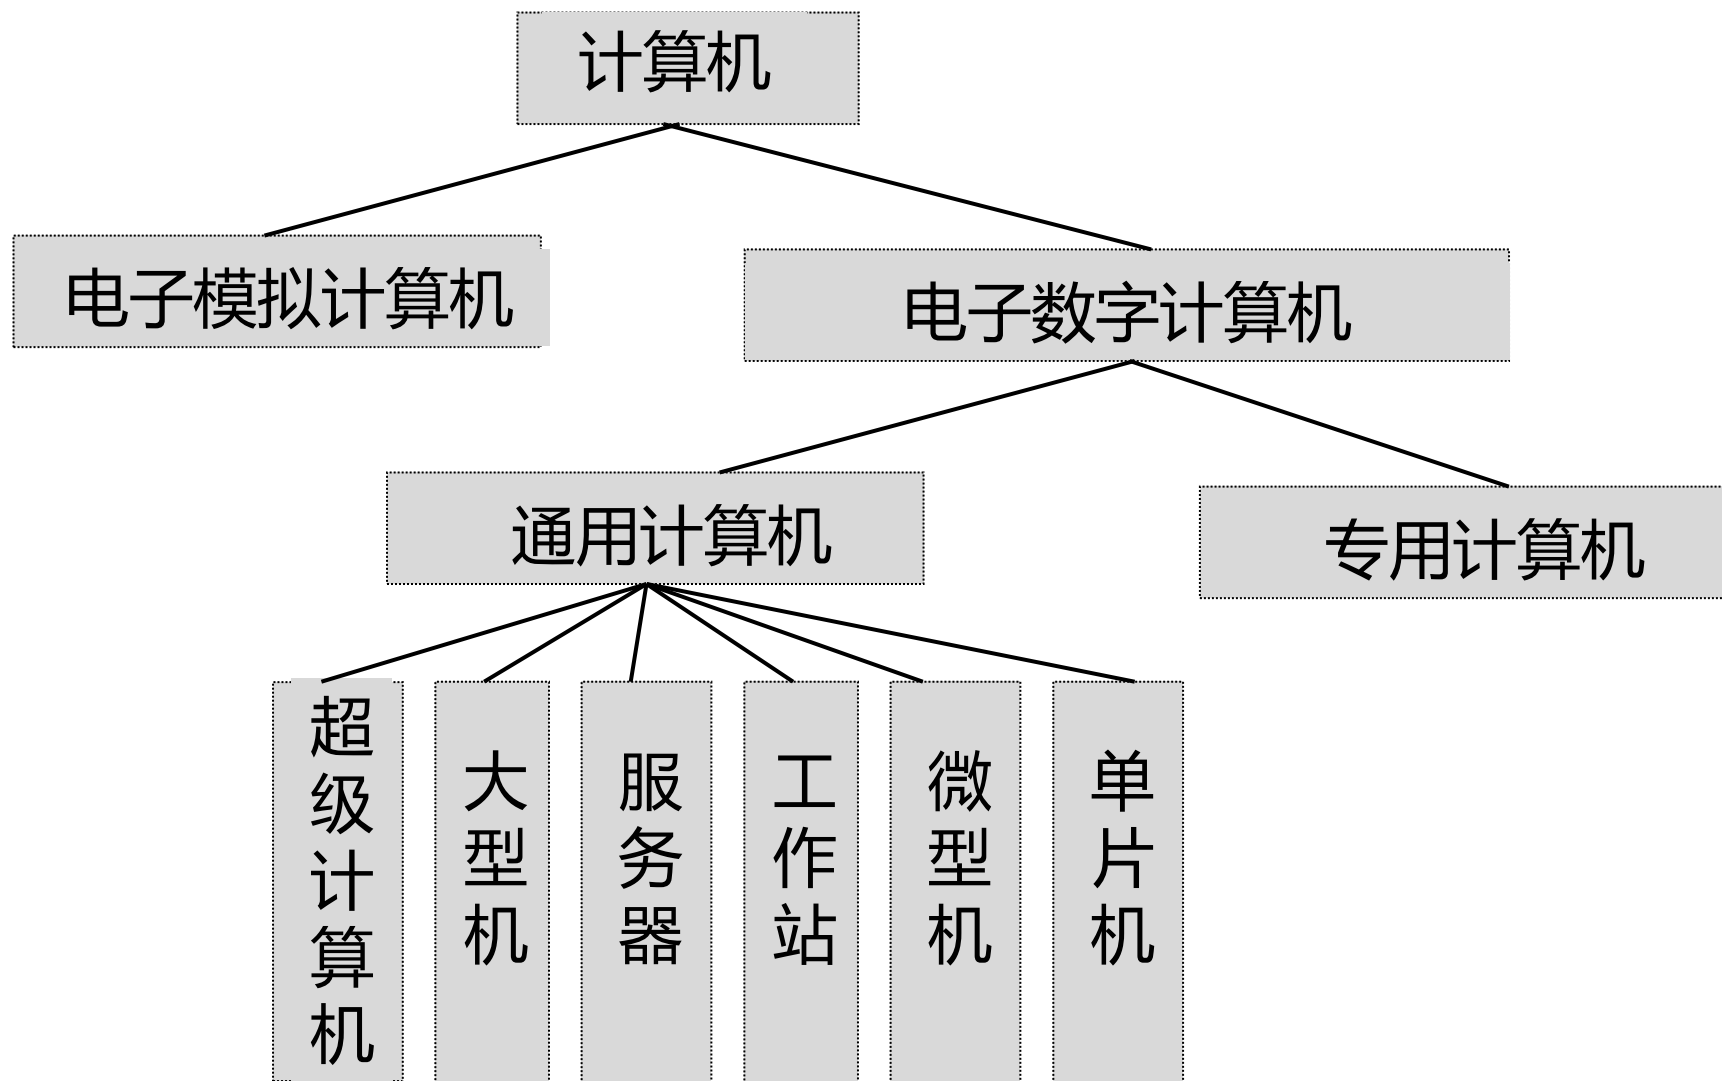 计算机
电子模拟计算机
电子数字计算机
通用计算机
专用计算机
超级计算机
大型机
服务器
工作站
微型机
单片机